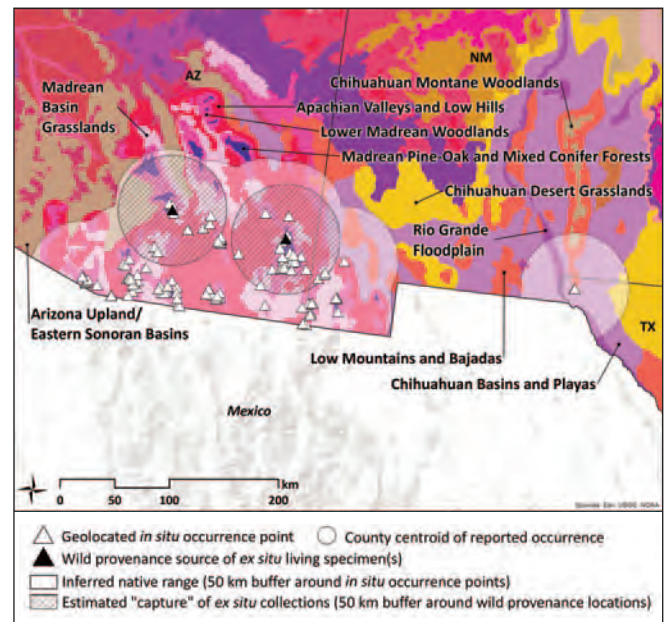 NM
AZ
Chihuahuan Montane Woodlands
Madrean
Basin
Grasslands
Apachian Valleys and Low Hills
Lower Madrean Woodlands
Madrean Pine-Oak and Mixed Conifer Forests
Chihuahuan Desert Grasslands
Rio Grande
Floodplain
Arizona Upland/
Eastern Sonoran Basins
TX
Low Mountains and Bajadas
Chihuahuan Basins and Playas
Mexico
km
0 50 100 200
Sources: Esri, USGS, NOAA
Geolocated in situ occurrence point
County centroid of reported occurrence
Wild provenance source of ex situ living specimen(s)
Inferred native range (50 km buffer around in situ occurrence points)
Estimated "capture" of ex situ collections (50 km buffer around wild provenance locations)